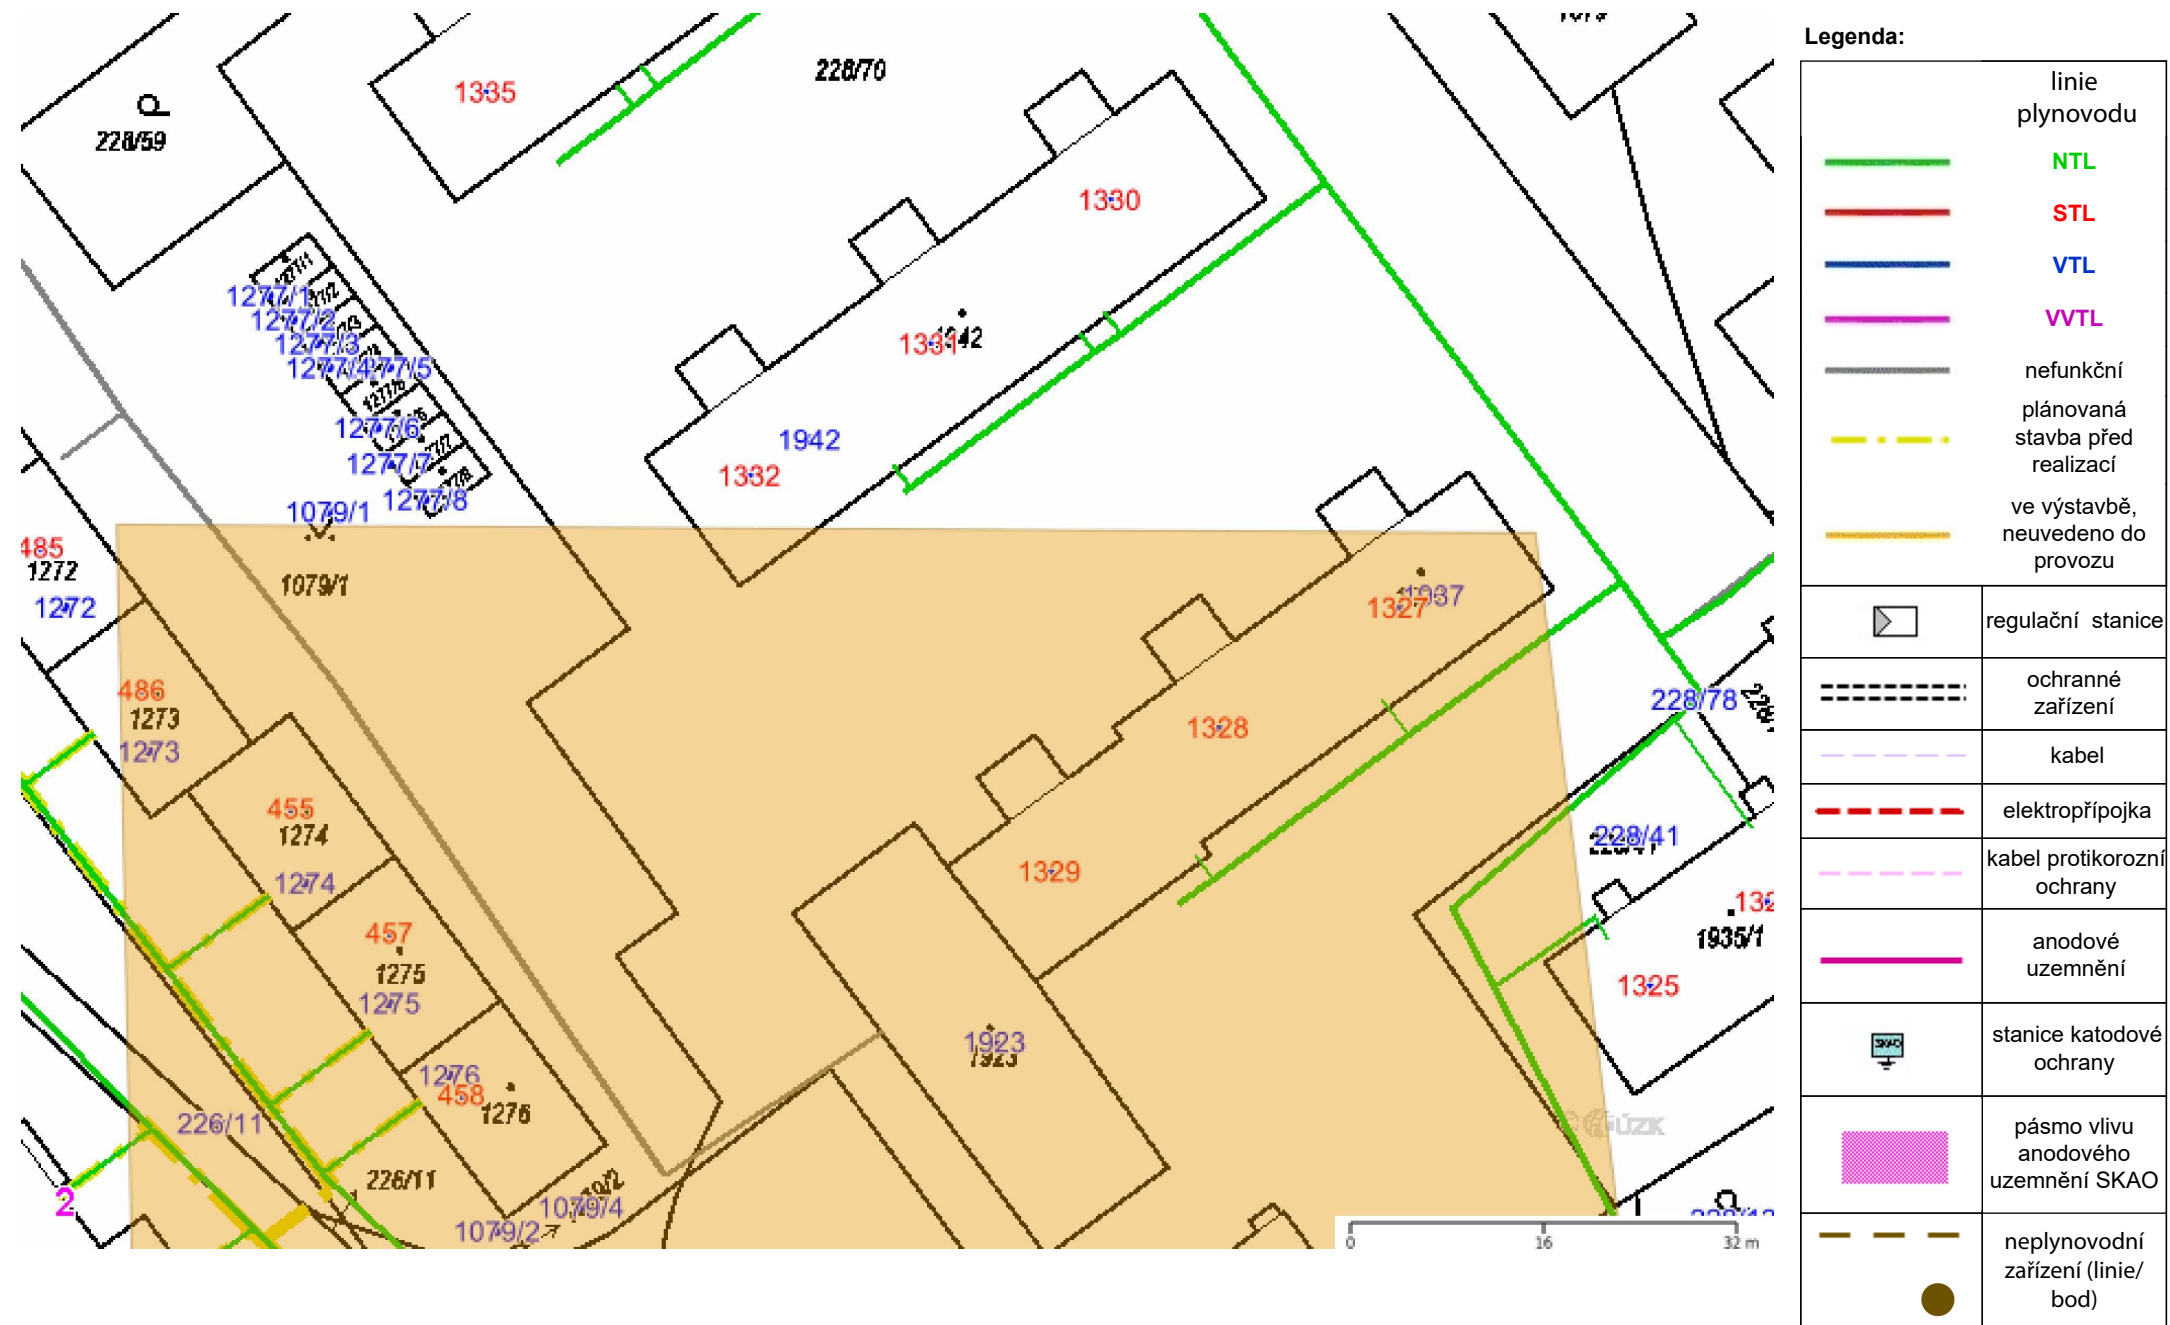 1335
228/70
228/59
1330
1277/1
1277/2
1277/3
1277/4
1277/6
1277/7
1277/8
1331
1942
1332
1079/1
1079/1
485
1272
1272
486
1273
1273
455
1274
1274
457
1275
1275
1276
458
1276
226/11
226/11
1079/4
1079/2
1327
1937
1328
1329
1923
1923
228/78
228/41
1935/1
1325
2
0 16 32 m
Legenda:
linie
plynovodu
NTL
STL
VTL
VVTL
nefunkční
plánovaná
stavba před
realizací
ve výstavbě,
neuvedeno do
provozu
regulační stanice
ochranné
zařízení
kabel
elektropřípojka
kabel protikorozní
ochrany
anodové
uzemnění
stanice katodové
ochrany
pásmo vlivu
anodového
uzemnění SKAO
neplynovodní
zařízení (linie/
bod)